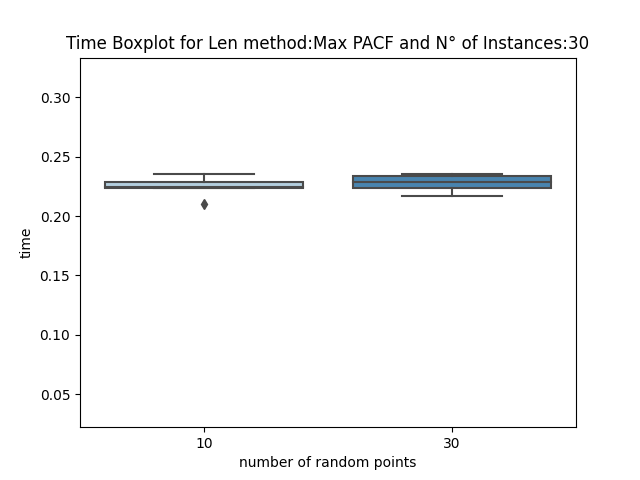 Time Boxplot for Len method:Max PACF and N° of Instances:30
0.30
0.25
0.20
0.15
0.10
0.05
time
10
30
number of random points